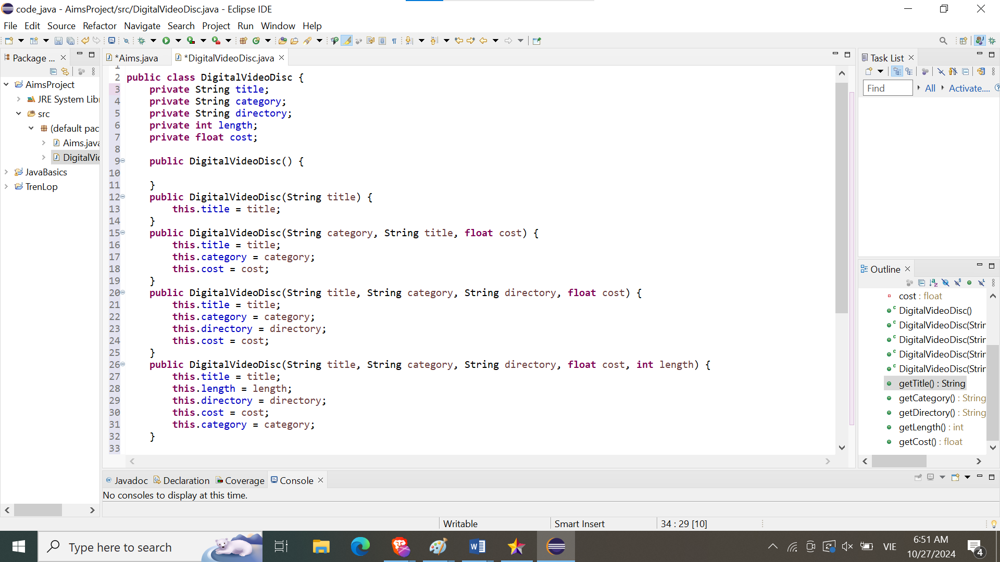 code_java - AimsProject/src/DigitalVideoDisc.java - Eclipse IDE
File Edit Source Refactor Navigate Search Project Run Window Help
Package ...
AimsProject
JRE System Lib
src
(default pac
Aims.java
DigitalVid
JavaBasics
TrenLop
*Aims.java *DigitalVideoDisc.java
1
2 public class DigitalVideoDisc {
3 private String title;
4 private String category;
5 private String directory;
6 private int length;
7 private float cost;
8
9 public DigitalVideoDisc() {
10
11 }
12 public DigitalVideoDisc(String title) {
13 this.title = title;
14 }
15 public DigitalVideoDisc(String category, String title, float cost) {
16 this.title = title;
17 this.category = category;
18 this.cost = cost;
19 }
20 public DigitalVideoDisc(String title, String category, String directory, float cost) {
21 this.title = title;
22 this.category = category;
23 this.directory = directory;
24 this.cost = cost;
25 }
26 public DigitalVideoDisc(String title, String category, String directory, float cost, int length) {
27 this.title = title;
28 this.length = length;
29 this.directory = directory;
30 this.cost = cost;
31 this.category = category;
32 }
33
Task List
Find All Activate....
Outline
cost : float
DigitalVideoDisc()
DigitalVideoDisc(Strin
DigitalVideoDisc(Strin
DigitalVideoDisc(Strin
DigitalVideoDisc(Strin
getTitle() : String
getCategory() : String
getDirectory() : String
getLength() : int
getCost() : float
@ Javadoc Declaration Coverage Console
No consoles to display at this time.
Writable Smart Insert 34 : 29 [10]
Type here to search
VIE
6:51 AM
10/27/2024
4